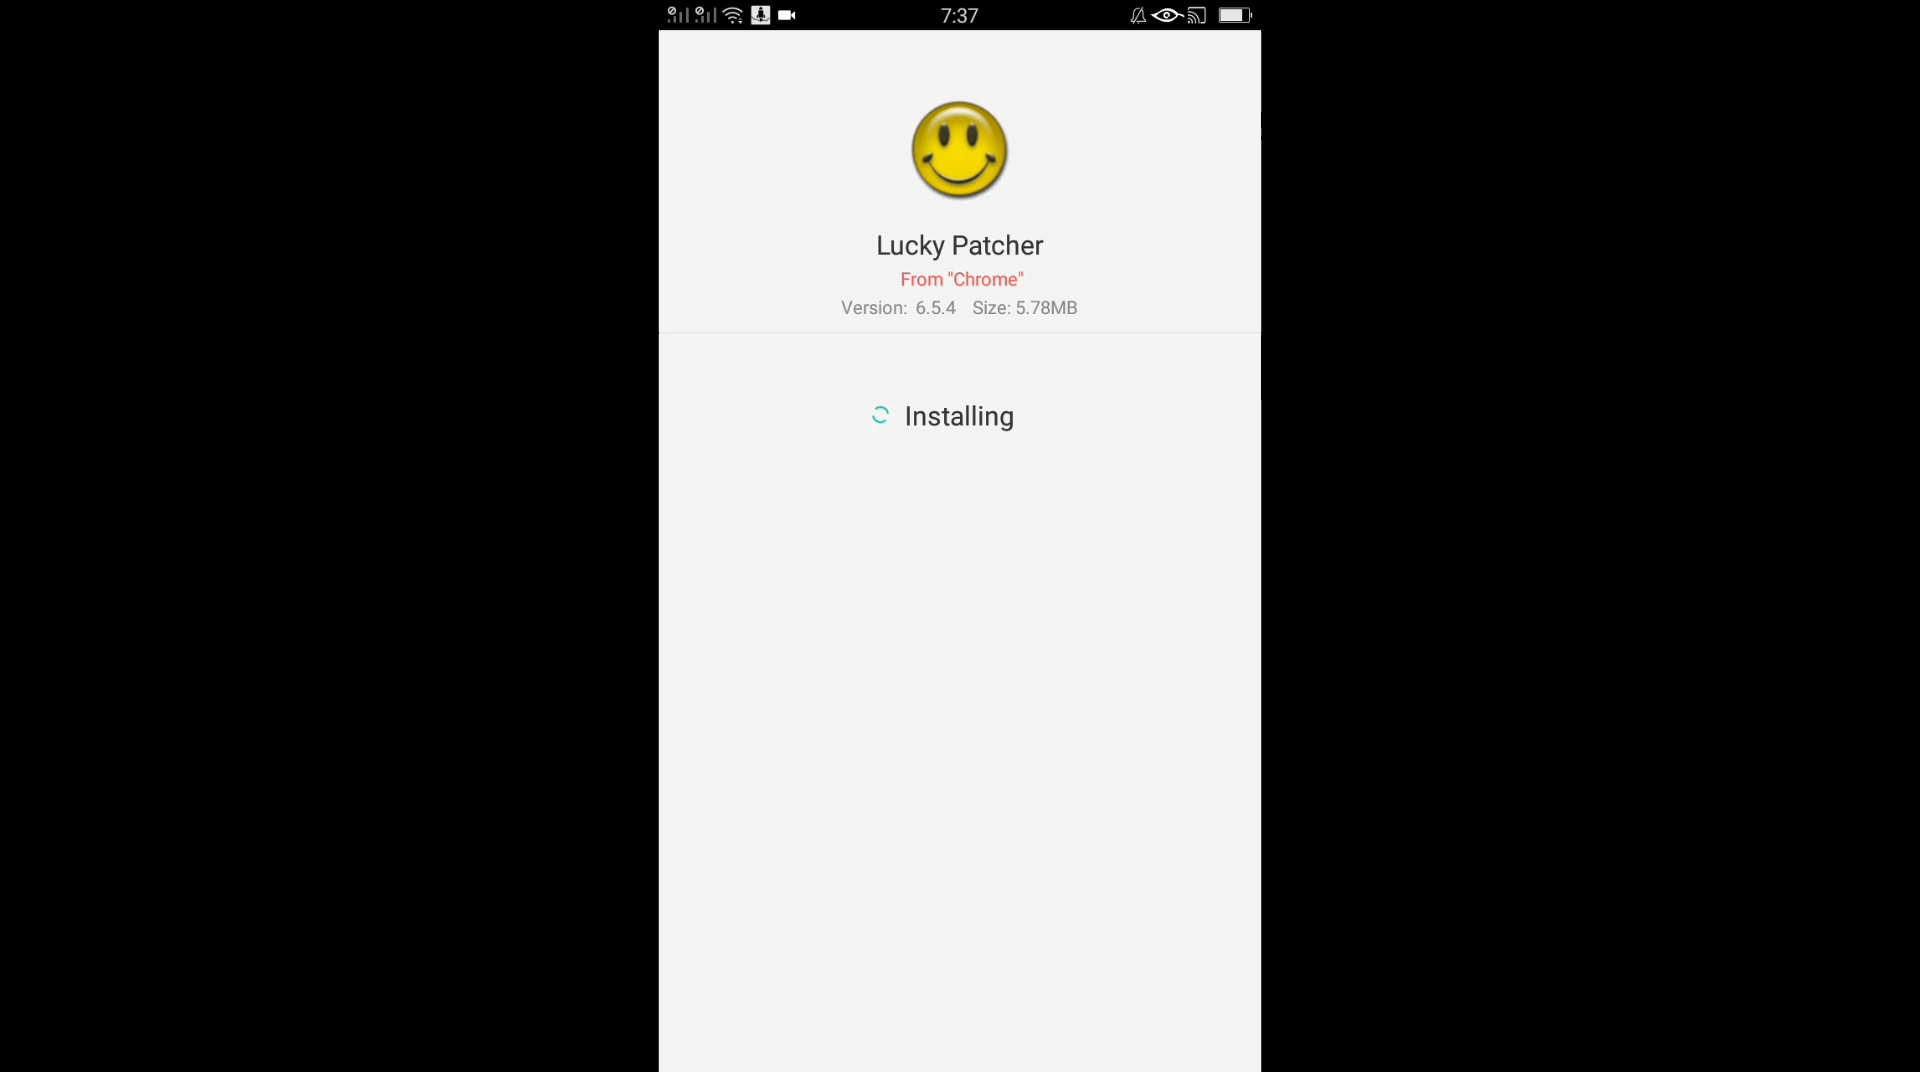 7:37
Lucky Patcher
From "Chrome"
Version: 6.5.4 Size: 5.78MB
Installing